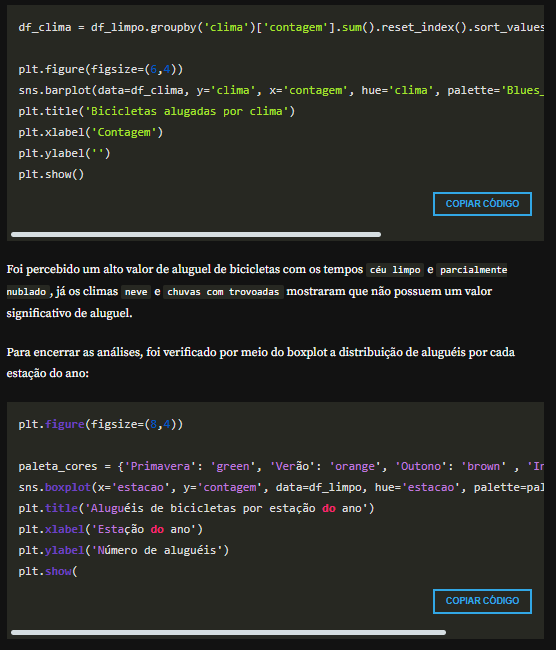 df_clima = df_limpo.groupby('clima')['contagem'].sum().reset_index().sort_values
plt.figure(figsize=(6,4))
sns.barplot(data=df_clima, y='clima', x='contagem', hue='clima', palette='Blues_
plt.title('Bicicletas alugadas por clima')
plt.xlabel('Contagem')
plt.ylabel('')
plt.show()
COPIAR CÓDIGO
Foi percebido um alto valor de aluguel de bicicletas com os tempos céu limpo e parcialmente
nublado, já os climas neve e chuvas com trovoadas mostraram que não possuem um valor
significativo de aluguel.
Para encerrar as análises, foi verificado por meio do boxplot a distribuição de aluguéis por cada
estação do ano:
plt.figure(figsize=(8,4))
paleta_cores = {'Primavera': 'green', 'Verão': 'orange', 'Outono': 'brown' , 'In
sns.boxplot(x='estacao', y='contagem', data=df_limpo, hue='estacao', palette=pal
plt.title('Aluguéis de bicicletas por estação do ano')
plt.xlabel('Estação do ano')
plt.ylabel('Número de aluguéis')
plt.show(
COPIAR CÓDIGO